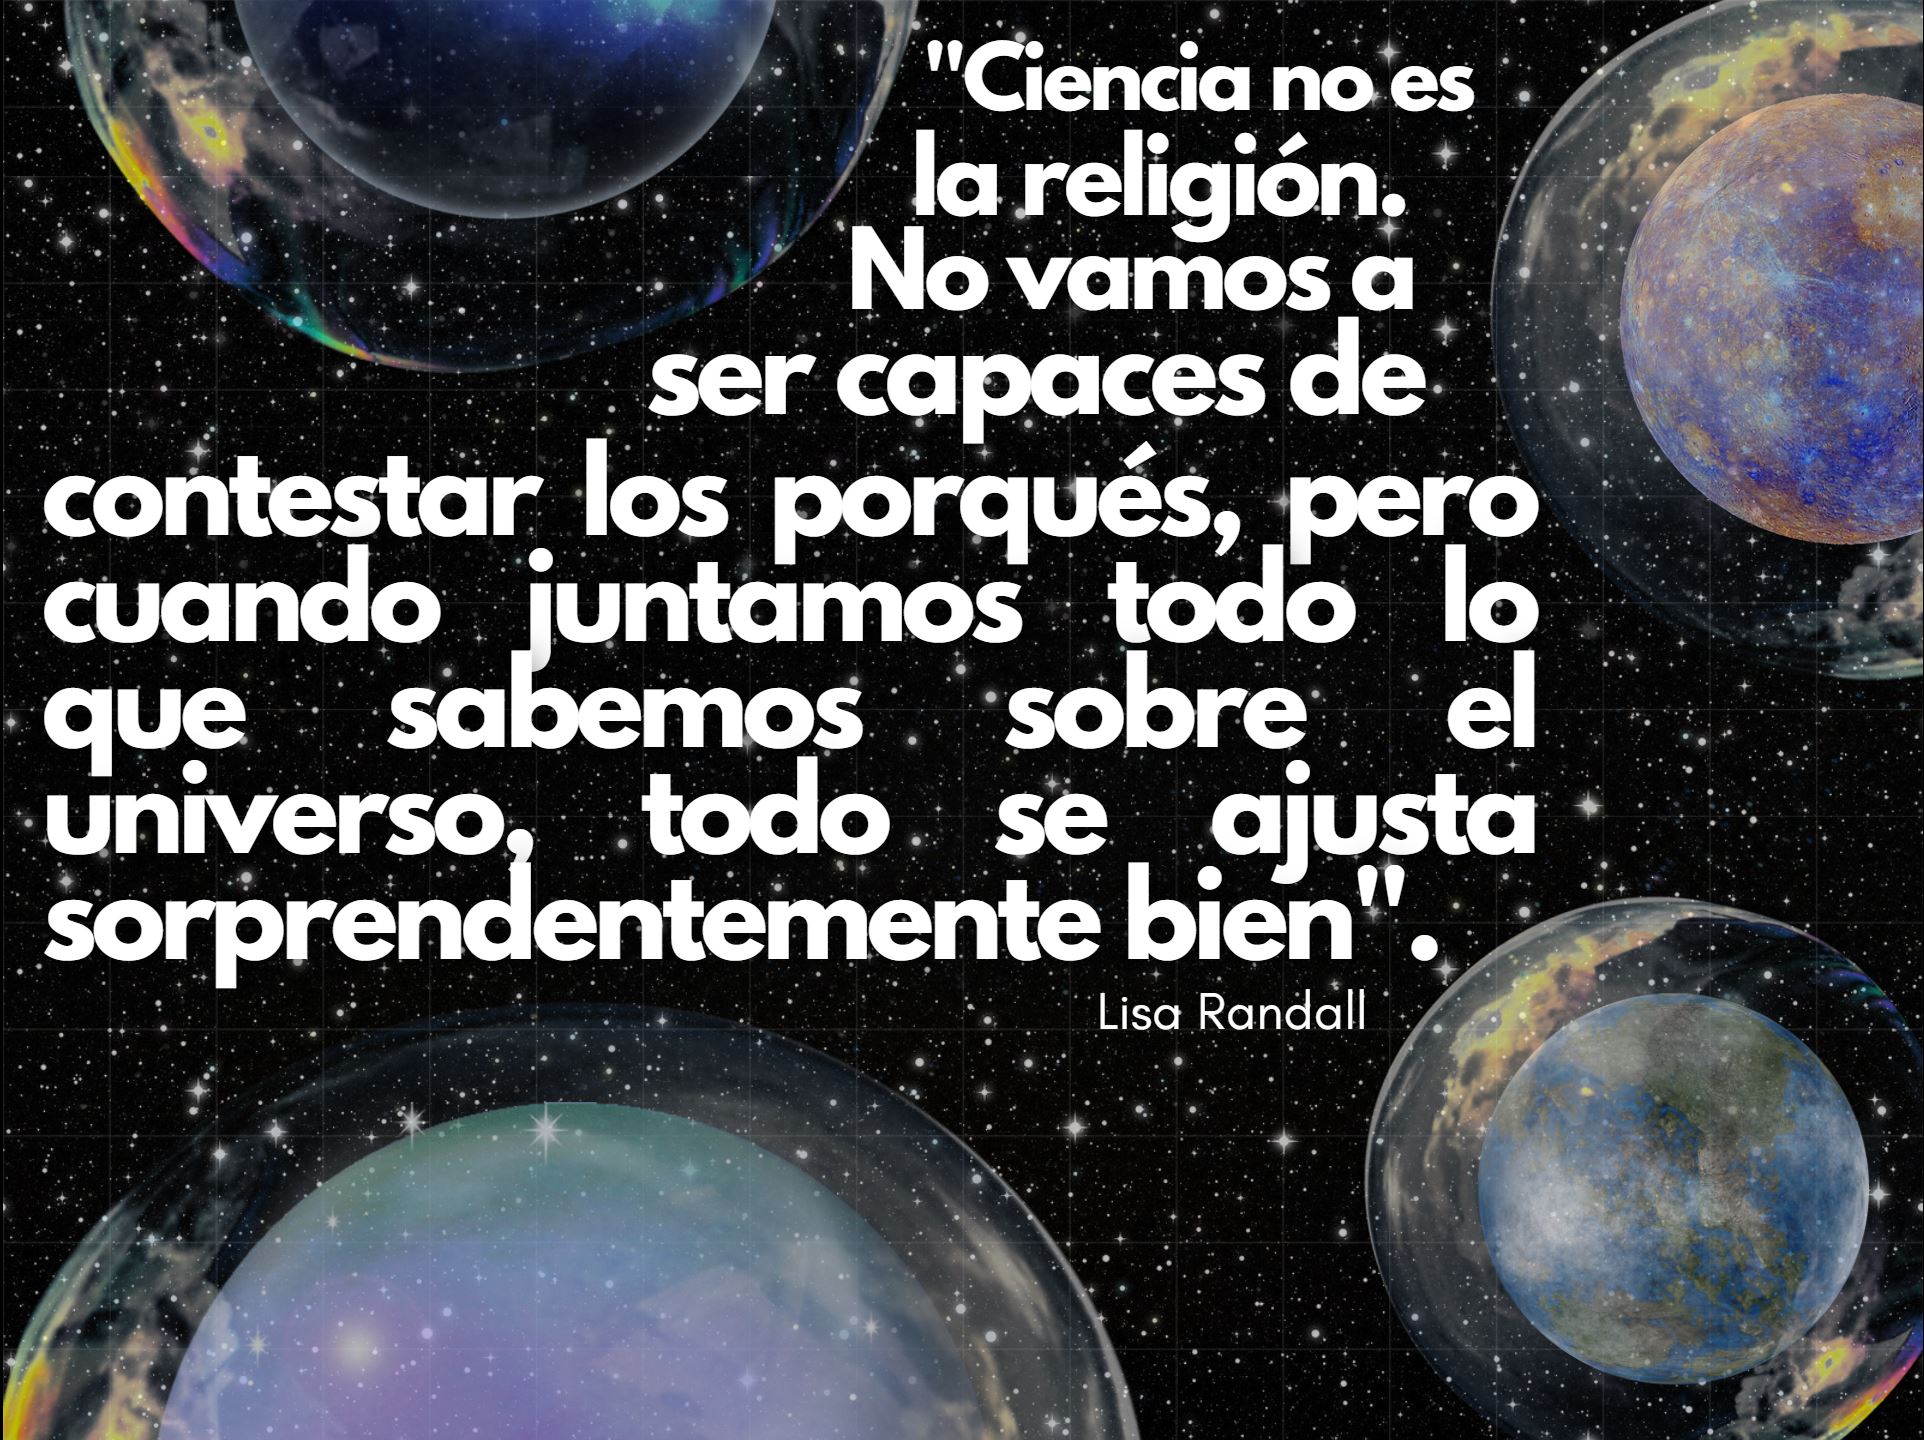 "Ciencia no es
la religión.
No vamos a
ser capaces de
contestar los porqués, pero
cuando juntamos todo lo
que sabemos sobre el
universo, todo se ajusta
sorprendentemente bien".
Lisa Randall